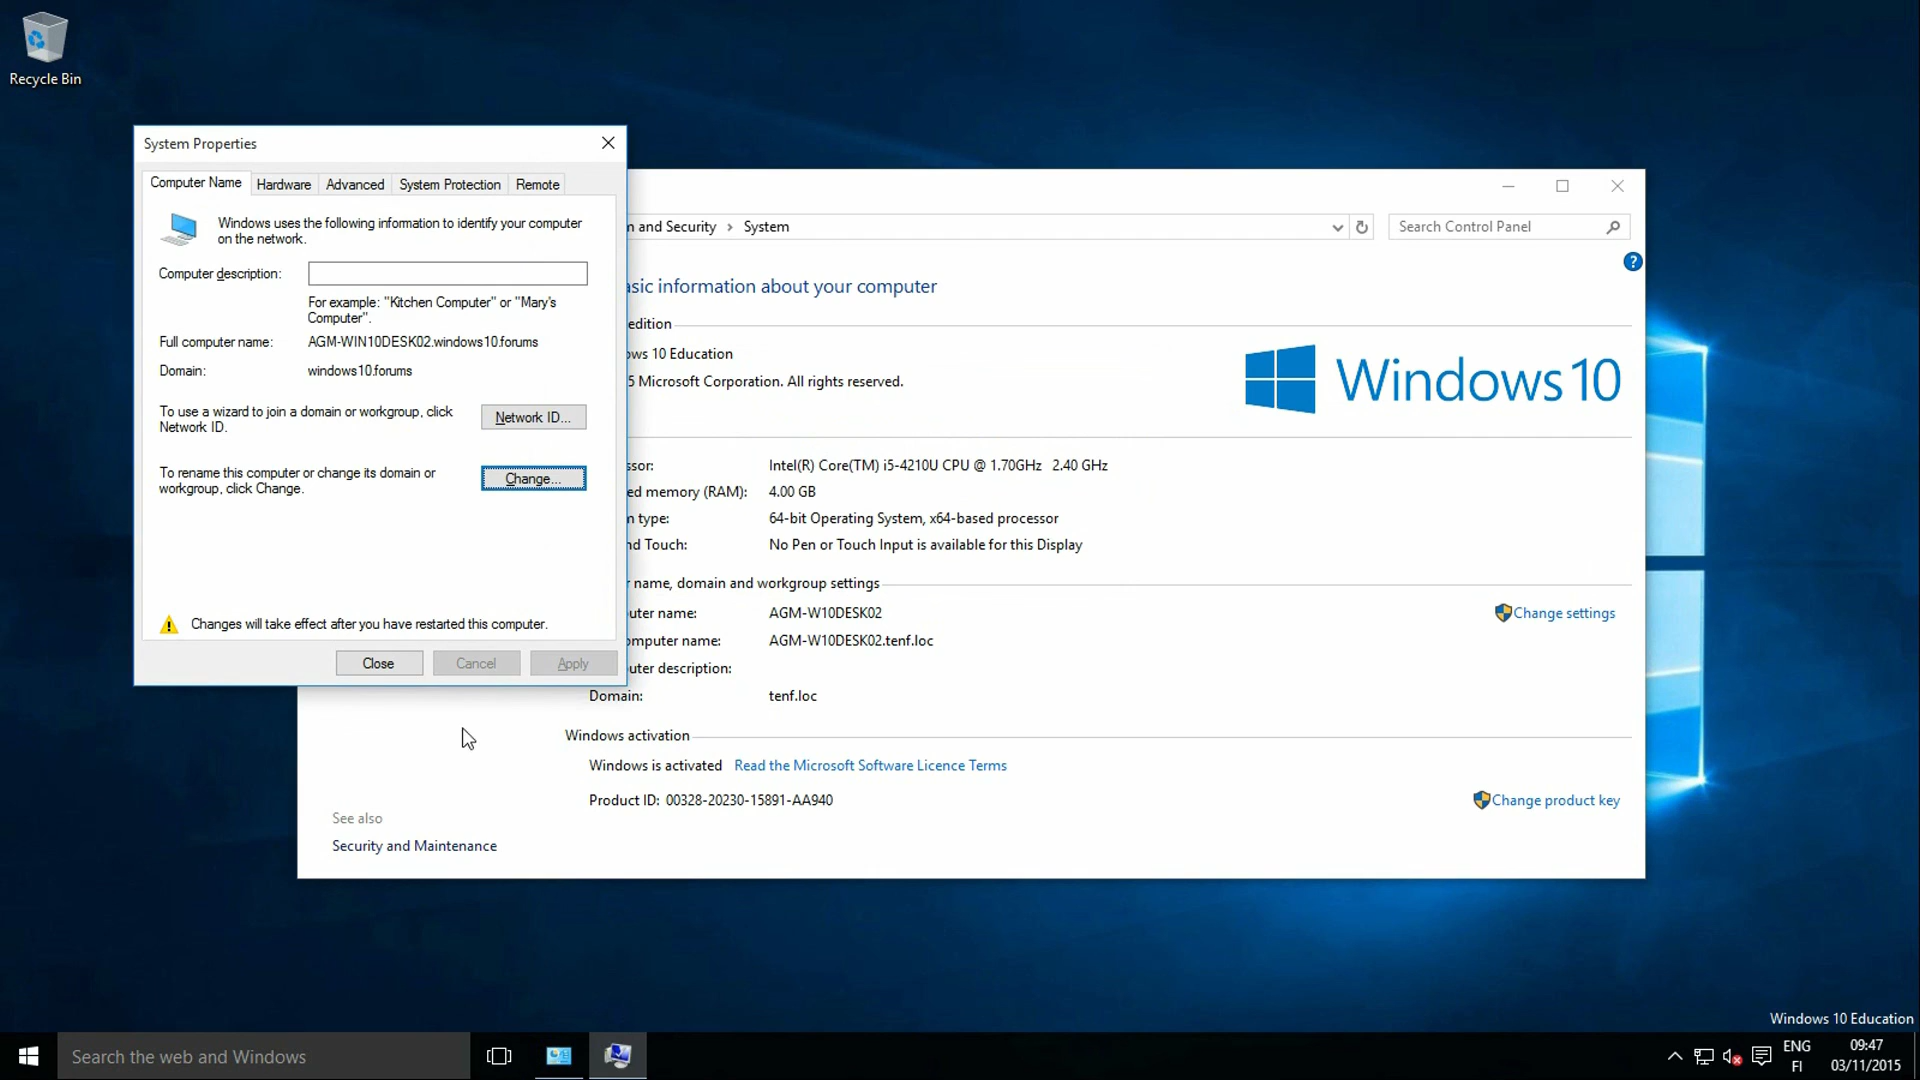 Recycle Bin
System Properties
Computer Name Hardware Advanced System Protection Remote
Windows uses the following information to identify your computer
on the network.
Computer description:
For example: "Kitchen Computer" or "Mary's
Computer".
Full computer name: AGM-WIN10DESK02.windows10.forums
Domain: windows10.forums
To use a wizard to join a domain or workgroup, click
Network ID.
Network ID...
To rename this computer or change its domain or
workgroup, click Change.
Change...
Changes will take effect after you have restarted this computer.
Close Cancel Apply
and Security › System
Search Control Panel
?
asic information about your computer
edition
ows 10 Education
5 Microsoft Corporation. All rights reserved.
Windows 10
ssor: Intel(R) Core(TM) i5-4210U CPU @ 1.70GHz 2.40 GHz
ed memory (RAM): 4.00 GB
type: 64-bit Operating System, x64-based processor
nd Touch: No Pen or Touch Input is available for this Display
name, domain and workgroup settings
uter name: AGM-W10DESK02
Change settings
omputer name: AGM-W10DESK02.tenf.loc
uter description:
Domain: tenf.loc
Windows activation
Windows is activated Read the Microsoft Software Licence Terms
Product ID: 00328-20230-15891-AA940
Change product key
See also
Security and Maintenance
Windows 10 Education
Search the web and Windows
ENG
FI
09:47
03/11/2015